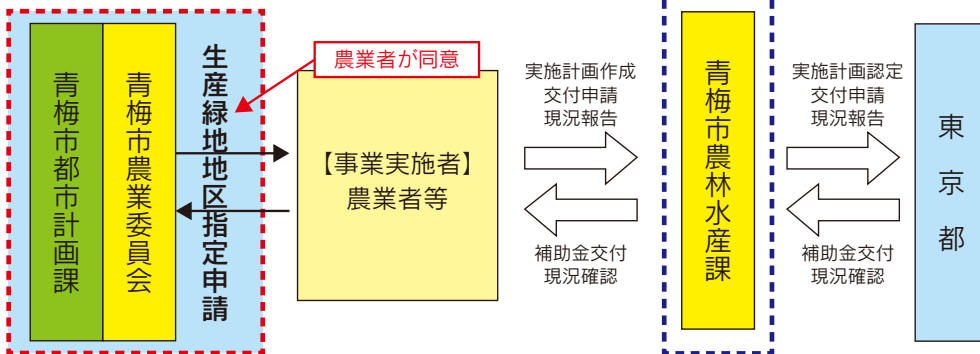 青梅市都市計画課
青梅市農業委員会
生産緑地地区指定申請
農業者が同意
【事業実施者】
農業者等
実施計画作成
交付申請
現況報告
補助金交付
現況確認
青梅市農林水産課
実施計画認定
交付申請
現況報告
補助金交付
現況確認
東京都